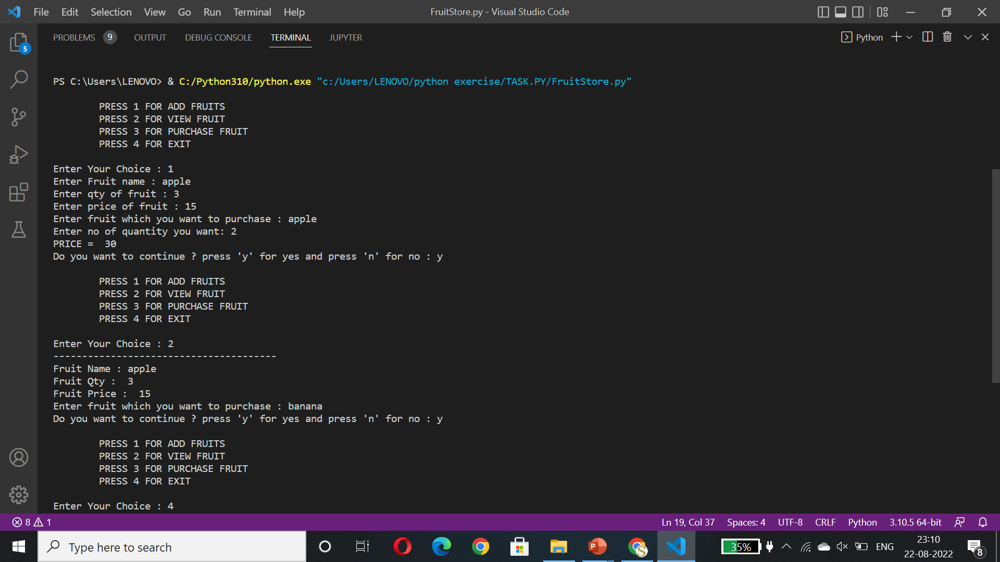 File Edit Selection View Go Run Terminal Help FruitStore.py - Visual Studio Code
PROBLEMS 9 OUTPUT DEBUG CONSOLE TERMINAL JUPYTER Python
5
PS C:\Users\LENOVO> & C:/Python310/python.exe "c:/Users/LENOVO/python exercise/TASK.PY/FruitStore.py"
PRESS 1 FOR ADD FRUITS
PRESS 2 FOR VIEW FRUIT
PRESS 3 FOR PURCHASE FRUIT
PRESS 4 FOR EXIT
Enter Your Choice : 1
Enter Fruit name : apple
Enter qty of fruit : 3
Enter price of fruit : 15
Enter fruit which you want to purchase : apple
Enter no of quantity you want: 2
PRICE =  30
Do you want to continue ? press 'y' for yes and press 'n' for no : y
PRESS 1 FOR ADD FRUITS
PRESS 2 FOR VIEW FRUIT
PRESS 3 FOR PURCHASE FRUIT
PRESS 4 FOR EXIT
Enter Your Choice : 2
---------------------------------------
Fruit Name : apple
Fruit Qty :  3
Fruit Price :  15
Enter fruit which you want to purchase : banana
Do you want to continue ? press 'y' for yes and press 'n' for no : y
PRESS 1 FOR ADD FRUITS
PRESS 2 FOR VIEW FRUIT
PRESS 3 FOR PURCHASE FRUIT
PRESS 4 FOR EXIT
Enter Your Choice : 4
8 1 Ln 19, Col 37 Spaces: 4 UTF-8 CRLF Python 3.10.5 64-bit
Type here to search 35% ENG 23:10
22-08-2022 8